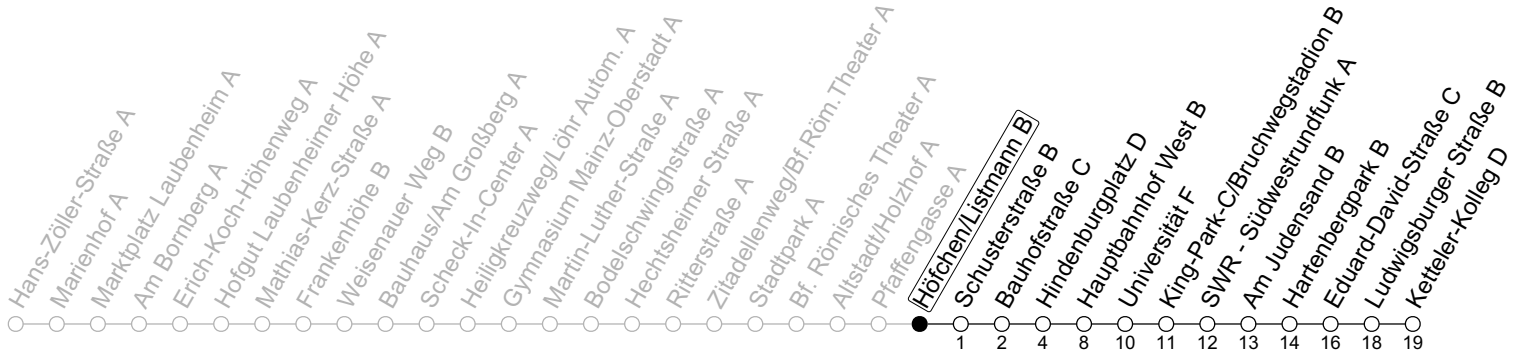 Hans-Zöller-Straße A
Marienhof A
Marktplatz Laubenheim A
Am Bornberg A
Erich-Koch-Höhenweg A
Hofgut Laubenheimer Höhe A
Mathias-Kerz-Straße A
Frankenhöhe B
Weisenauer Weg B
Bauhaus/Am Großberg A
Scheck-In-Center A
Heiligkreuzweg/Löhr Autom. A
Gymnasium Mainz-Oberstadt A
Martin-Luther-Straße A
Bodelschwinghstraße A
Hechtsheimer Straße A
Ritterstraße A
Zitadellenweg/Bf.Röm.Theater A
Stadtpark A
Bf. Römisches Theater A
Altstadt/Holzhof A
Pfaffengasse A
Höfchen/Listmann B
Schusterstraße B
Bauhofstraße C
Hindenburgplatz D
Hauptbahnhof West B
Universität F
King-Park-C/Bruchwegstadion B
SWR - Südwestrundfunk A
Am Judensand B
Hartenbergpark B
Eduard-David-Straße C
Ludwigsburger Straße B
Ketteler-Kolleg D
1 2 4 8 10 11 12 13 14 16 18 19